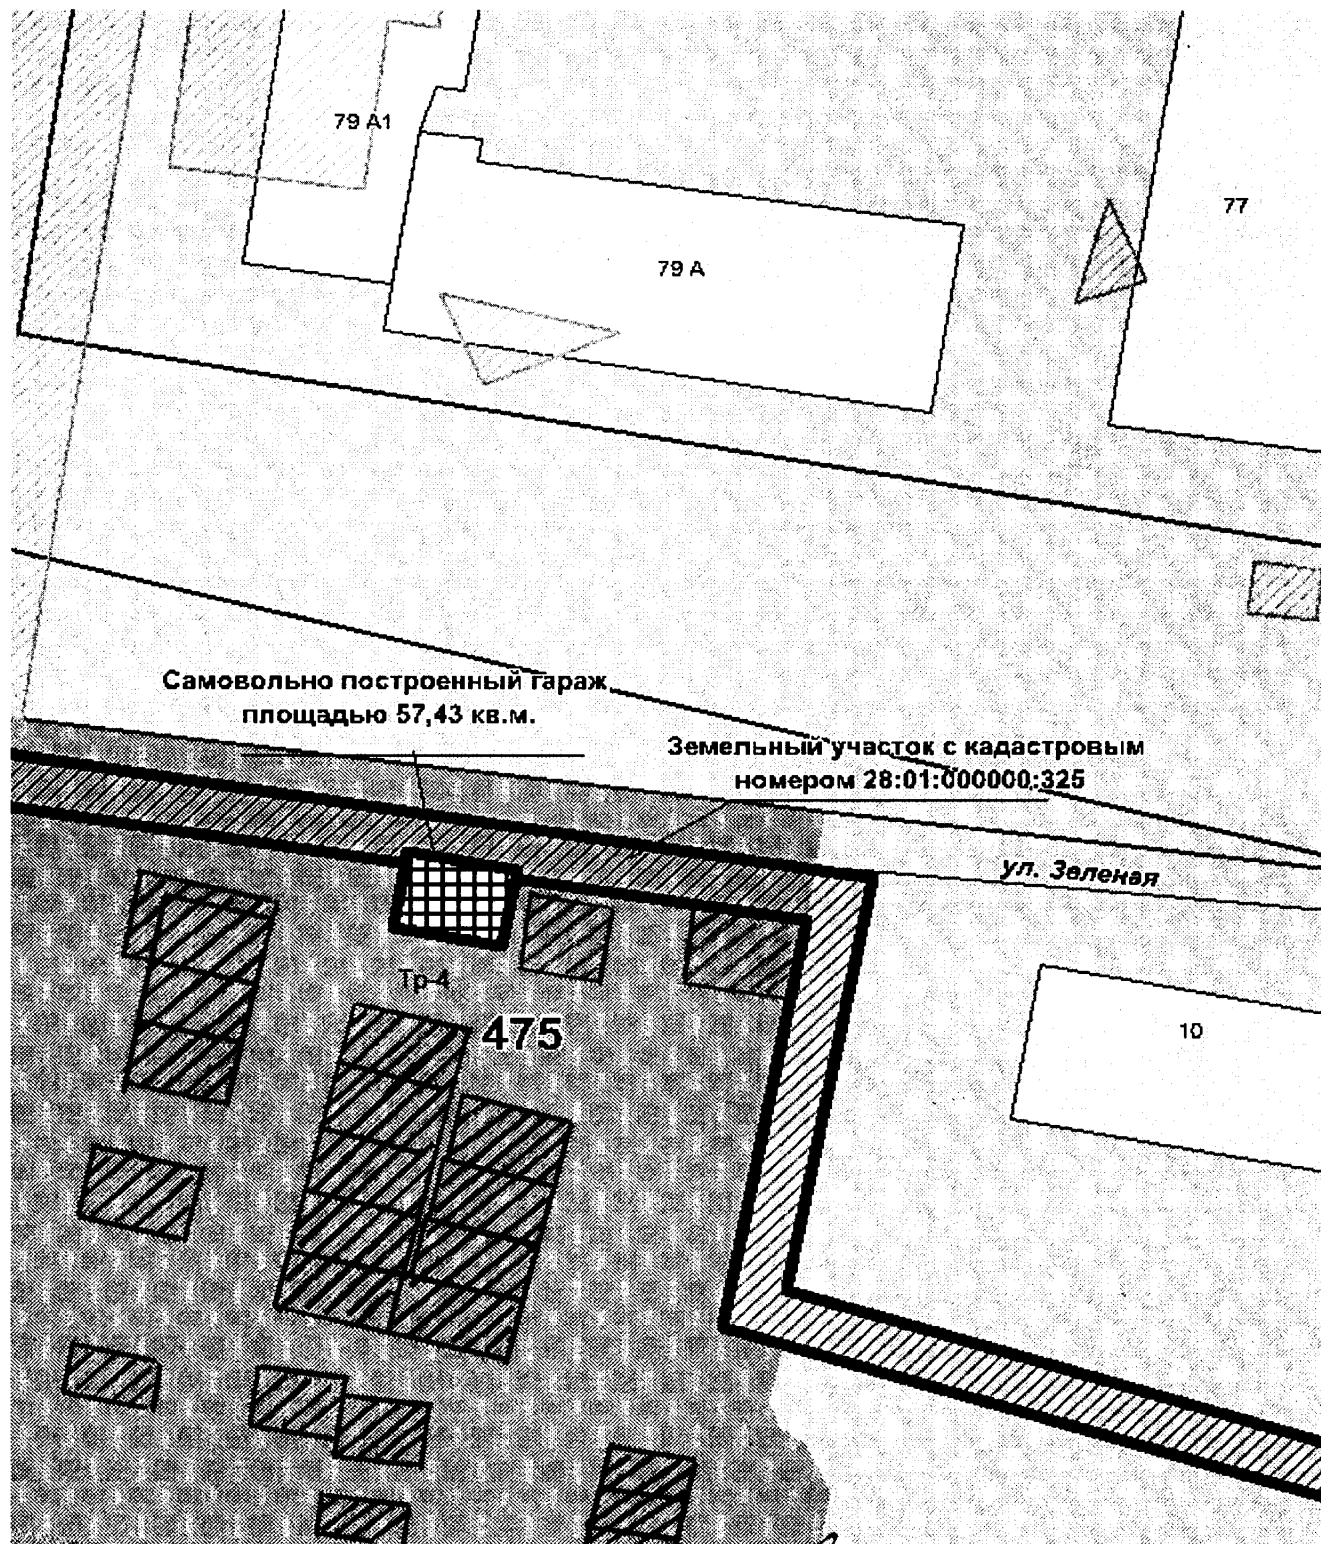 79 А1
77
79 А
Самовольно построенный гараж
площадью 57,43 кв.м.
Земельный участок с кадастровым
номером 28:01:000000:325
ул. Зеленая
Тр-4
475
10